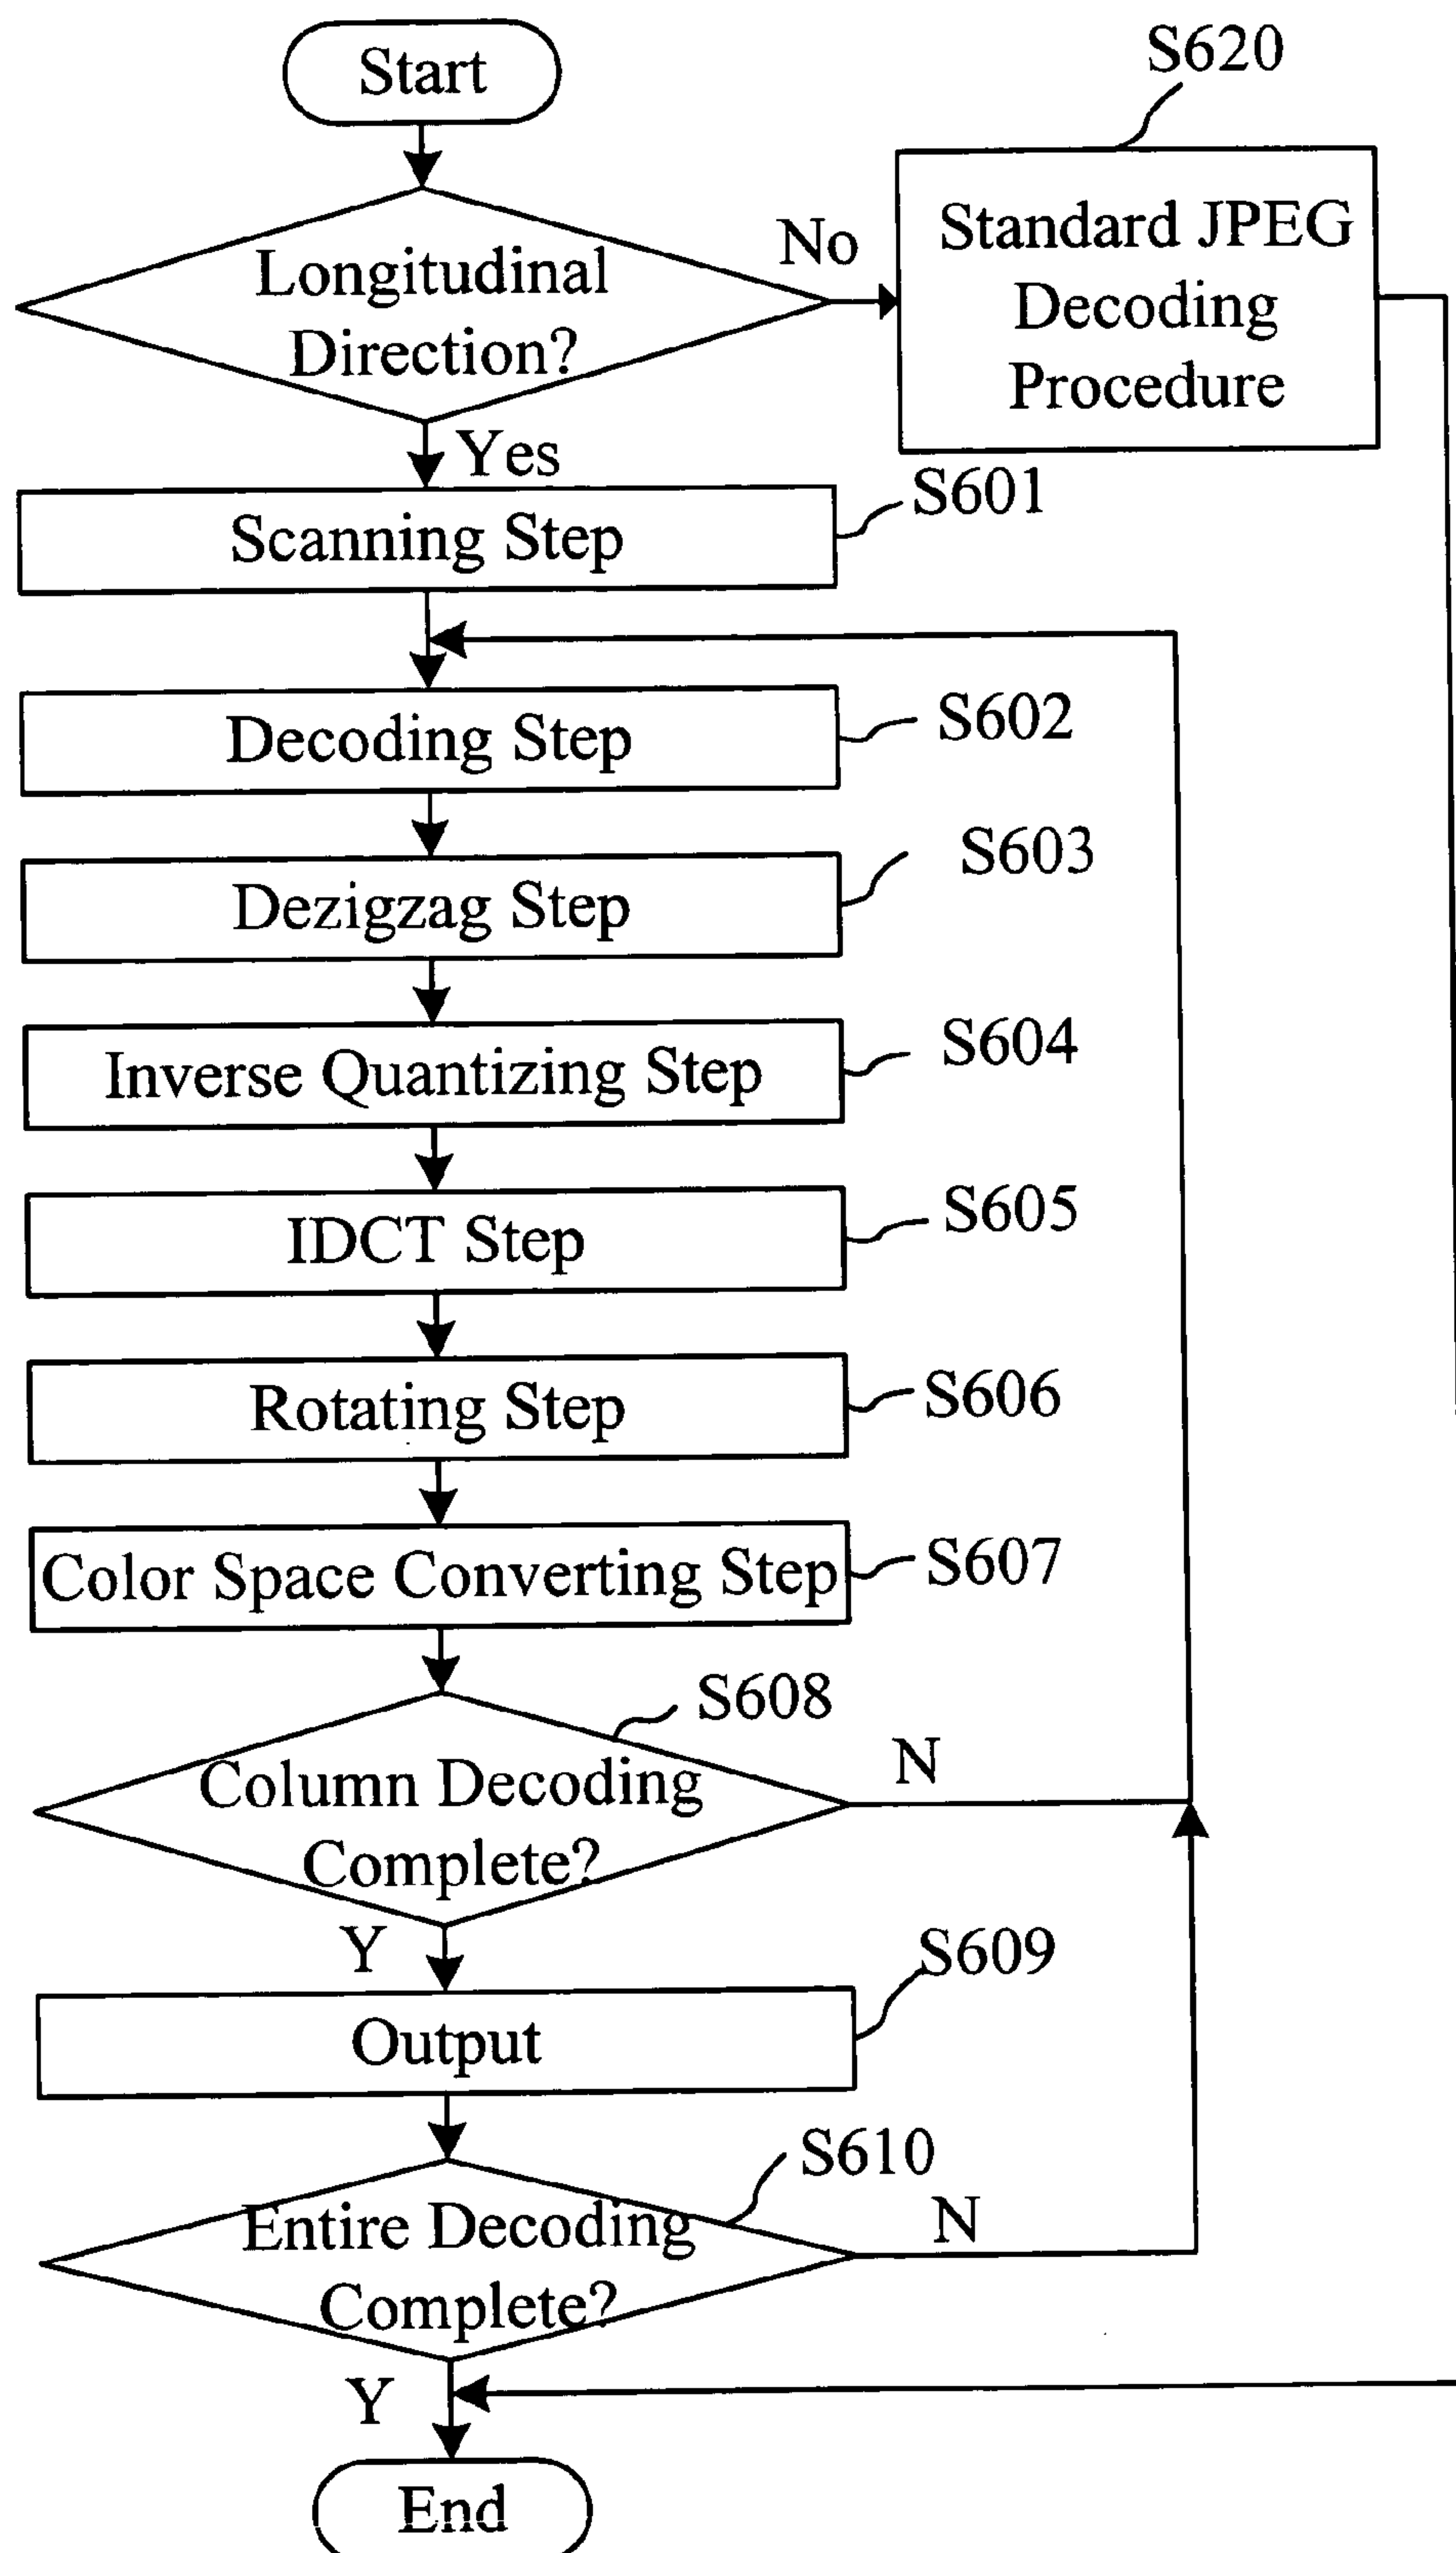 Start
S620
Longitudinal
Direction?
No
Standard JPEG
Decoding
Procedure
Yes
S601
Scanning Step
Decoding Step
S602
Dezigzag Step
S603
Inverse Quantizing Step
S604
IDCT Step
S605
Rotating Step
S606
Color Space Converting Step
S607
S608
Column Decoding
Complete?
N
Y
S609
Output
S610
Entire Decoding
Complete?
N
Y
End